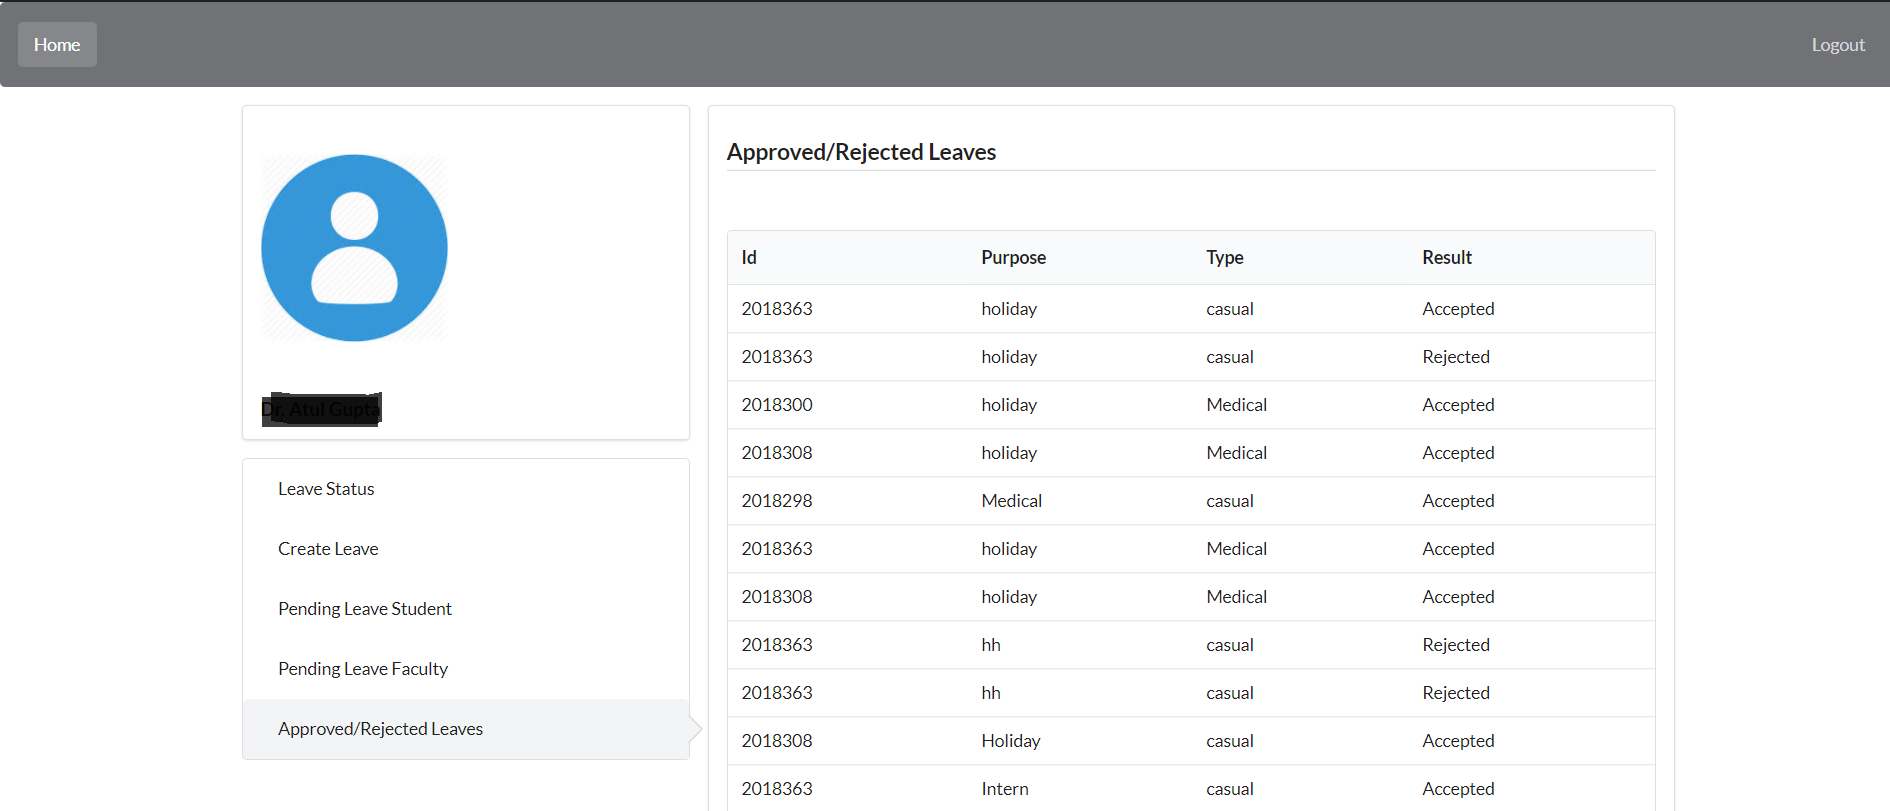 Home
Logout
Dr. Atul Gupta
Leave Status
Create Leave
Pending Leave Student
Pending Leave Faculty
Approved/Rejected Leaves
Approved/Rejected Leaves
Id Purpose Type Result
2018363 holiday casual Accepted
2018363 holiday casual Rejected
2018300 holiday Medical Accepted
2018308 holiday Medical Accepted
2018298 Medical casual Accepted
2018363 holiday Medical Accepted
2018308 holiday Medical Accepted
2018363 hh casual Rejected
2018363 hh casual Rejected
2018308 Holiday casual Accepted
2018363 Intern casual Accepted